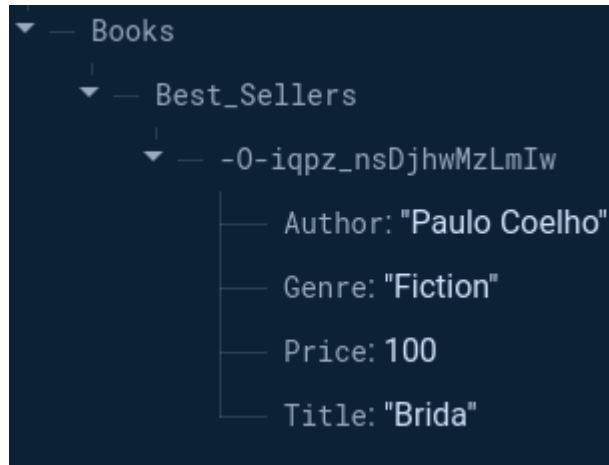 Books
Best_Sellers
-O-iqpz_nsDjhwMzLmIw
Author: "Paulo Coelho"
Genre: "Fiction"
Price: 100
Title: "Brida"